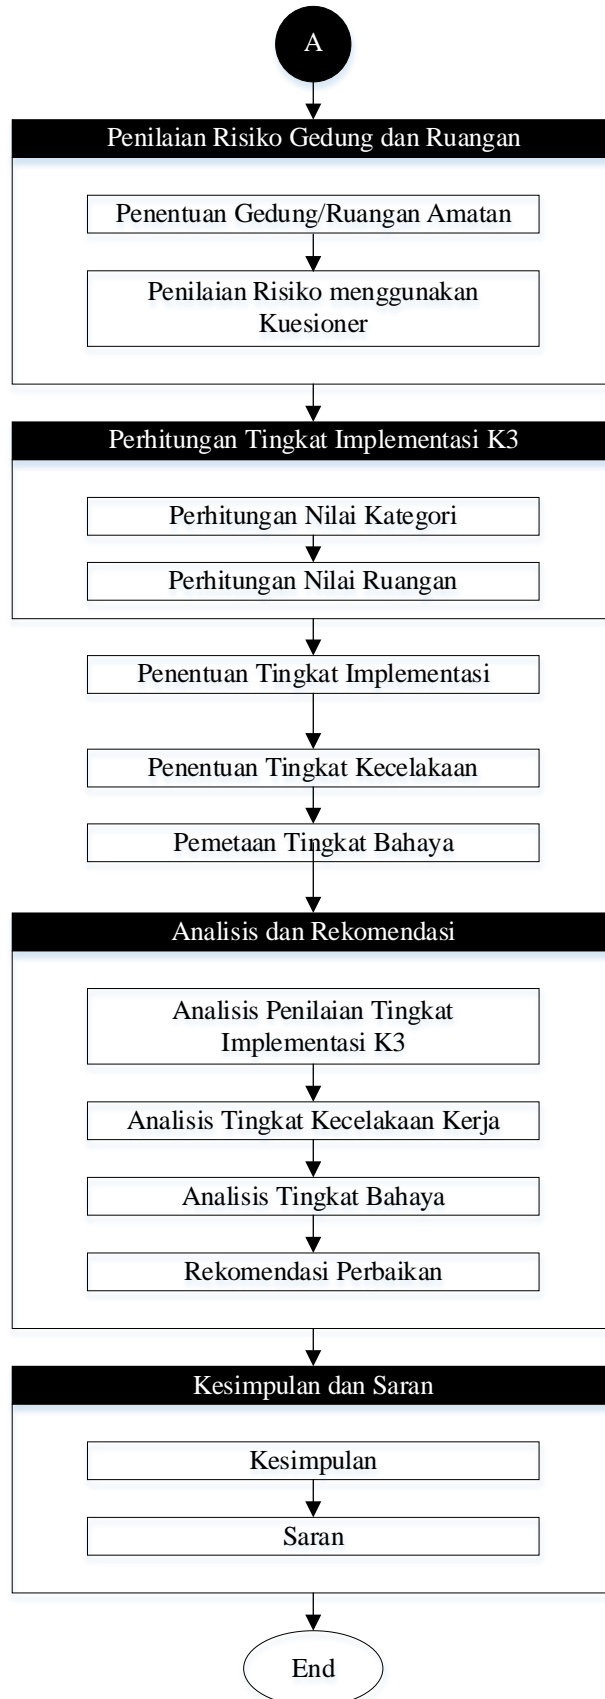 A
Penilaian Risiko Gedung dan Ruangan
Penentuan Gedung/Ruangan Amatan
Penilaian Risiko menggunakan
Kuesioner
Perhitungan Tingkat Implementasi K3
Perhitungan Nilai Kategori
Perhitungan Nilai Ruangan
Penentuan Tingkat Implementasi
Penentuan Tingkat Kecelakaan
Pemetaan Tingkat Bahaya
Analisis dan Rekomendasi
Analisis Penilaian Tingkat
Implementasi K3
Analisis Tingkat Kecelakaan Kerja
Analisis Tingkat Bahaya
Rekomendasi Perbaikan
Kesimpulan dan Saran
Kesimpulan
Saran
End